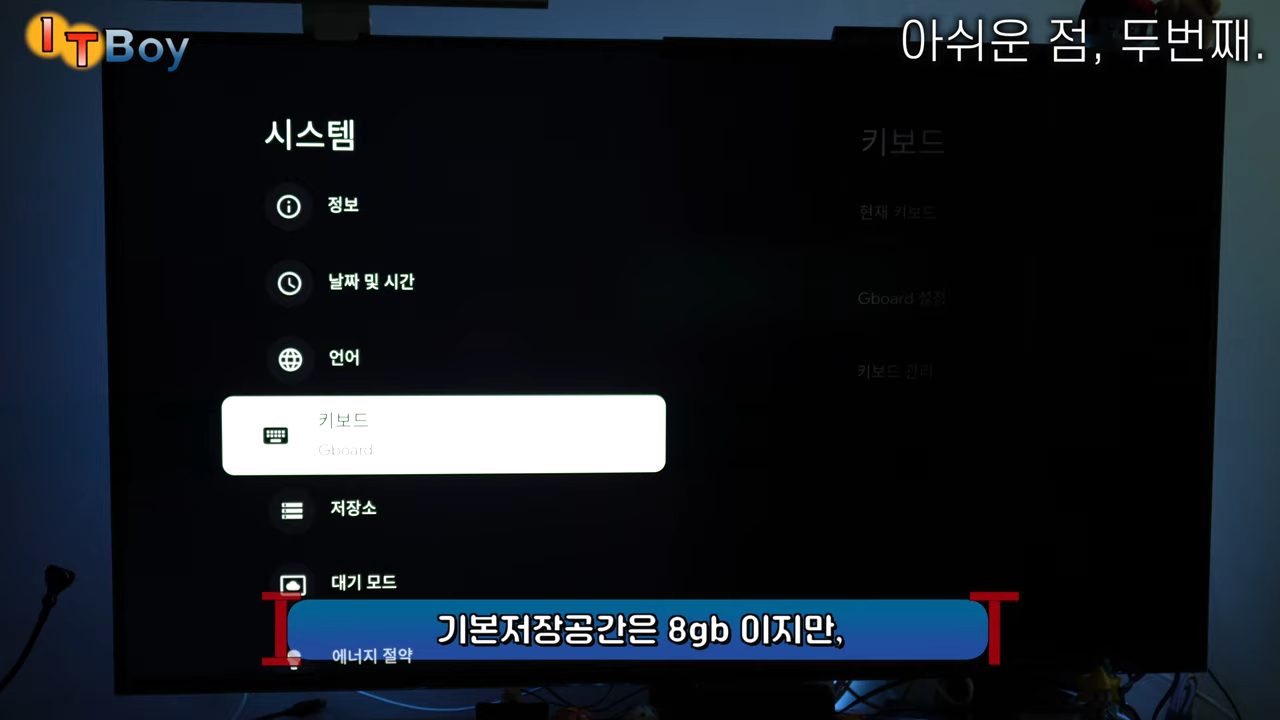 ITBoy
아쉬운 점, 두번째.
시스템
정보
날짜 및 시간
언어
키보드
Gboard
저장소
대기 모드
에너지 절약
키보드
현재 키보드
Gboard 설정
키보드 관리
기본저장공간은 8gb 이지만,